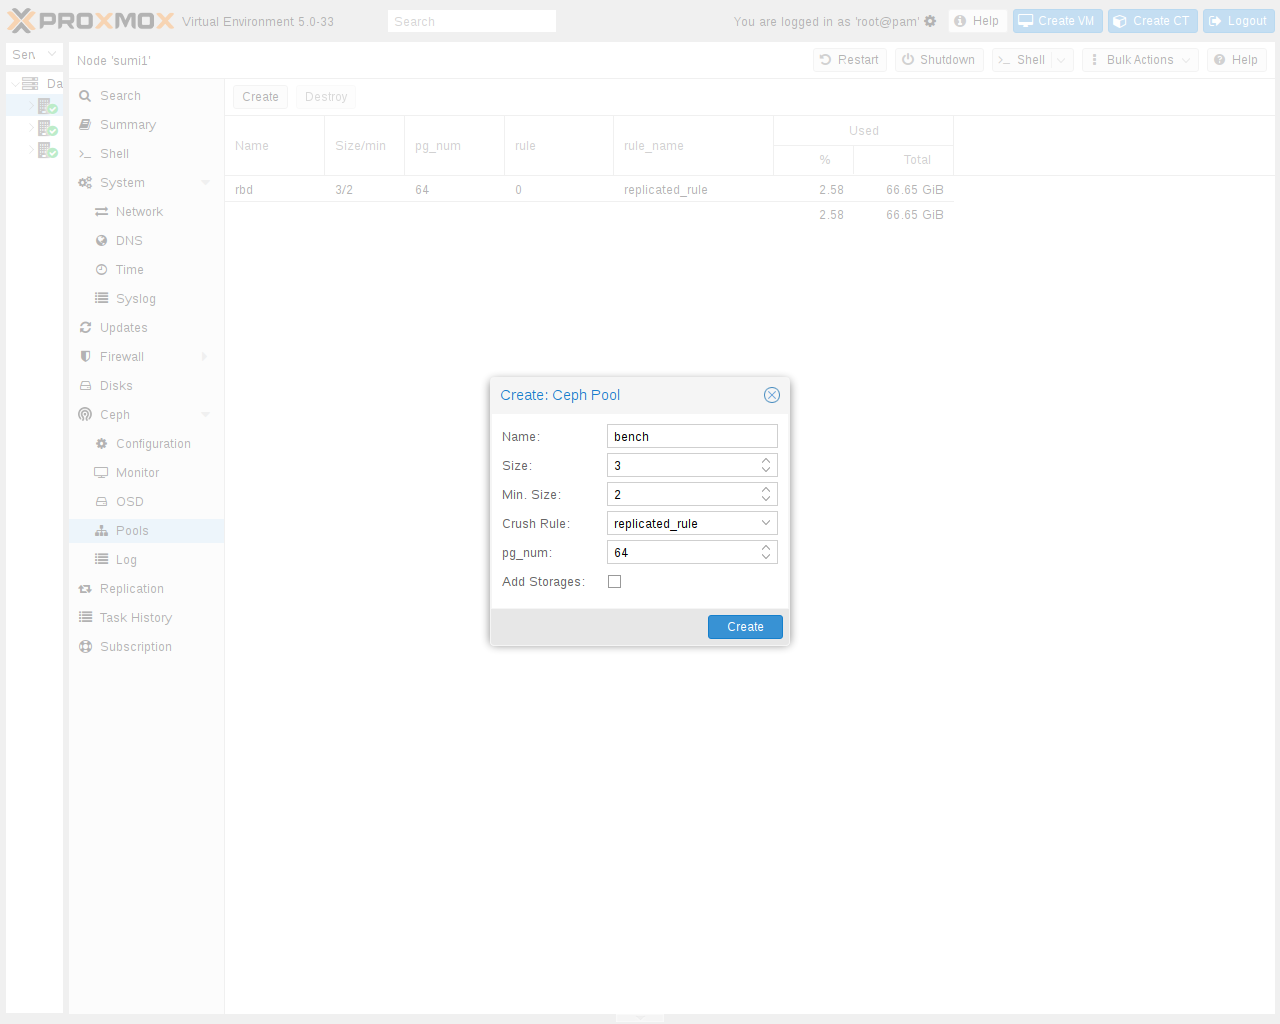 PROXMOX Virtual Environment 5.0-33 Search You are logged in as 'root@pam' Help Create VM Create CT Logout
Node 'sumi1' Restart Shutdown Shell Bulk Actions Help
Search
Summary
Shell
System
Network
DNS
Time
Syslog
Updates
Firewall
Disks
Ceph
Configuration
Monitor
OSD
Pools
Log
Replication
Task History
Subscription
Create Destroy
Name Size/min pg_num rule rule_name Used
% Total
rbd 3/2 64 0 replicated_rule 2.58 66.65 GiB
2.58 66.65 GiB
Create: Ceph Pool
Name: bench
Size: 3
Min. Size: 2
Crush Rule: replicated_rule
pg_num: 64
Add Storages:
Create